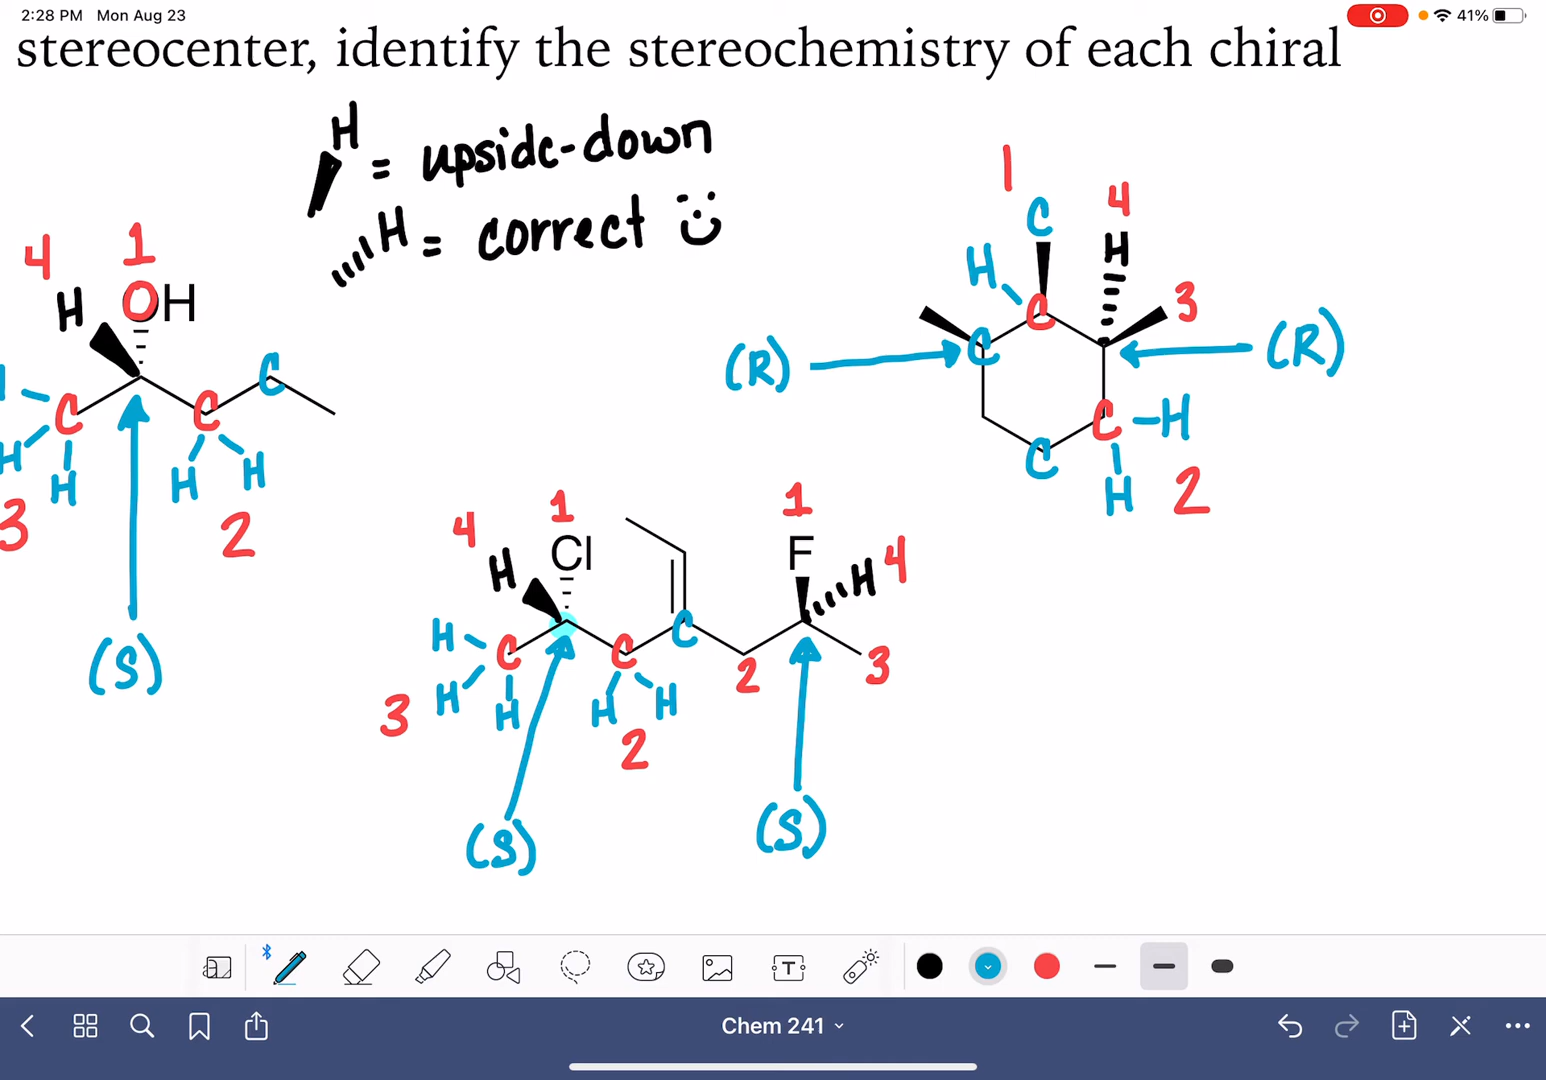 2:28 PM Mon Aug 23
41%
stereocenter, identify the stereochemistry of each chiral
H = upside-down
H = correct
4 1
H OH
C
C C
H H H H
3 2
(S)
1
C 4
H H
C 3
(R) C (R)
C -H
C H 2
4 1 1
H Cl F H 4
H C C C
H H H H 2 3
3 2
(S) (S)
T
Chem 241